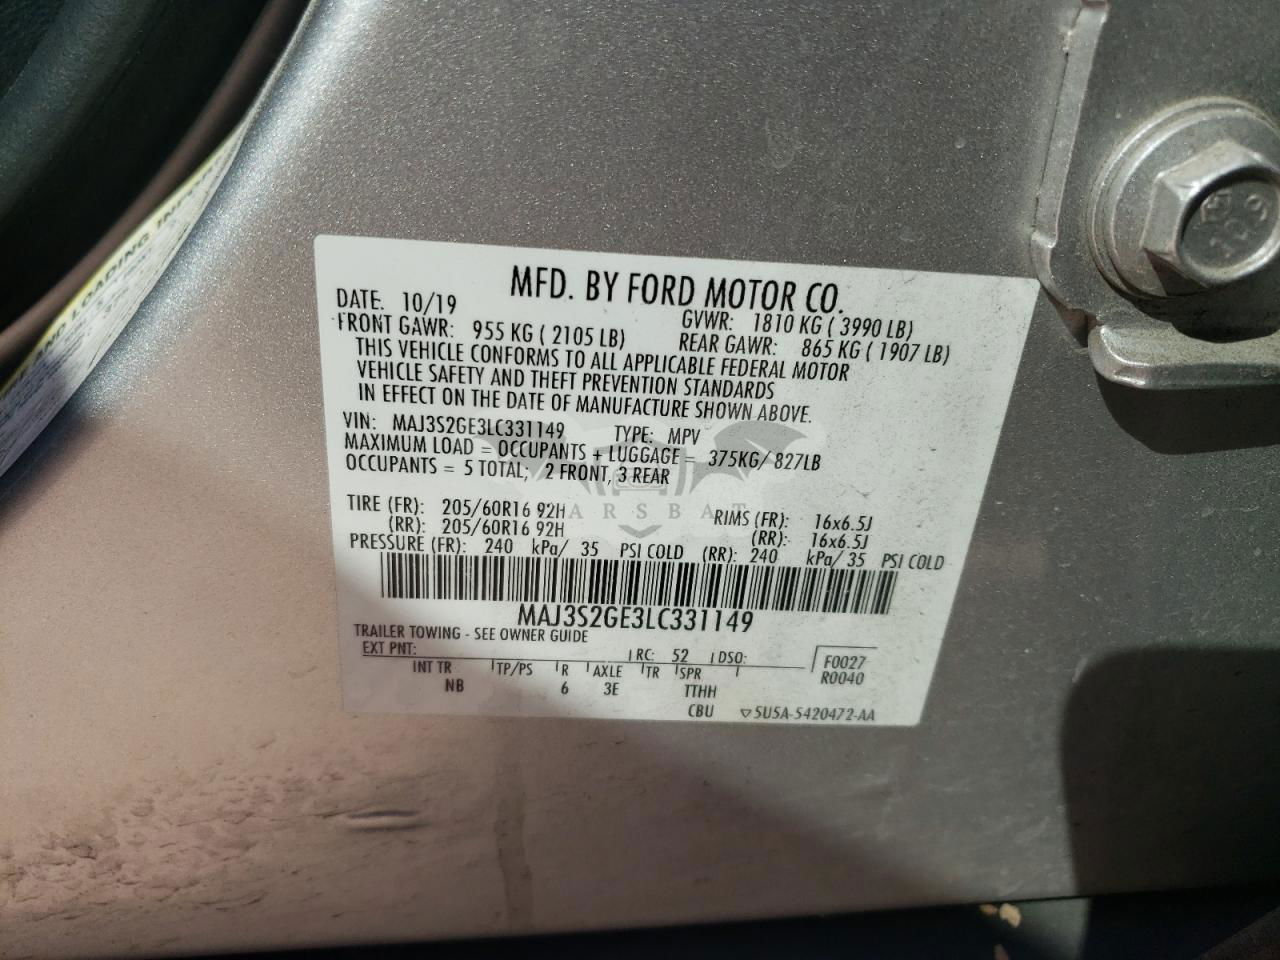 MFD. BY FORD MOTOR CO.
DATE. 10/19
GVWR: 1810 KG ( 3990 LB)
FRONT GAWR: 955 KG ( 2105 LB)
REAR GAWR: 865 KG ( 1907 LB)
THIS VEHICLE CONFORMS TO ALL APPLICABLE FEDERAL MOTOR
VEHICLE SAFETY AND THEFT PREVENTION STANDARDS
IN EFFECT ON THE DATE OF MANUFACTURE SHOWN ABOVE.
VIN: MAJ3S2GE3LC331149 TYPE: MPV
MAXIMUM LOAD = OCCUPANTS + LUGGAGE = 375KG/ 827LB
OCCUPANTS = 5 TOTAL; 2 FRONT, 3 REAR
ARSBAT
TIRE (FR): 205/60R16 92H RIMS (FR): 16x6.5J
(RR): 205/60R16 92H (RR): 16x6.5J
PRESSURE (FR): 240 kPa/ 35 PSI COLD (RR): 240 kPa/ 35 PSI COLD
MAJ3S2GE3LC331149
TRAILER TOWING - SEE OWNER GUIDE
EXT PNT: RC: 52 DSO: F0027
R0040
INT TR TP/PS R AXLE TR SPR
NB 6 3E TTHH
CBU 5U5A-5420472-AA
LOADING